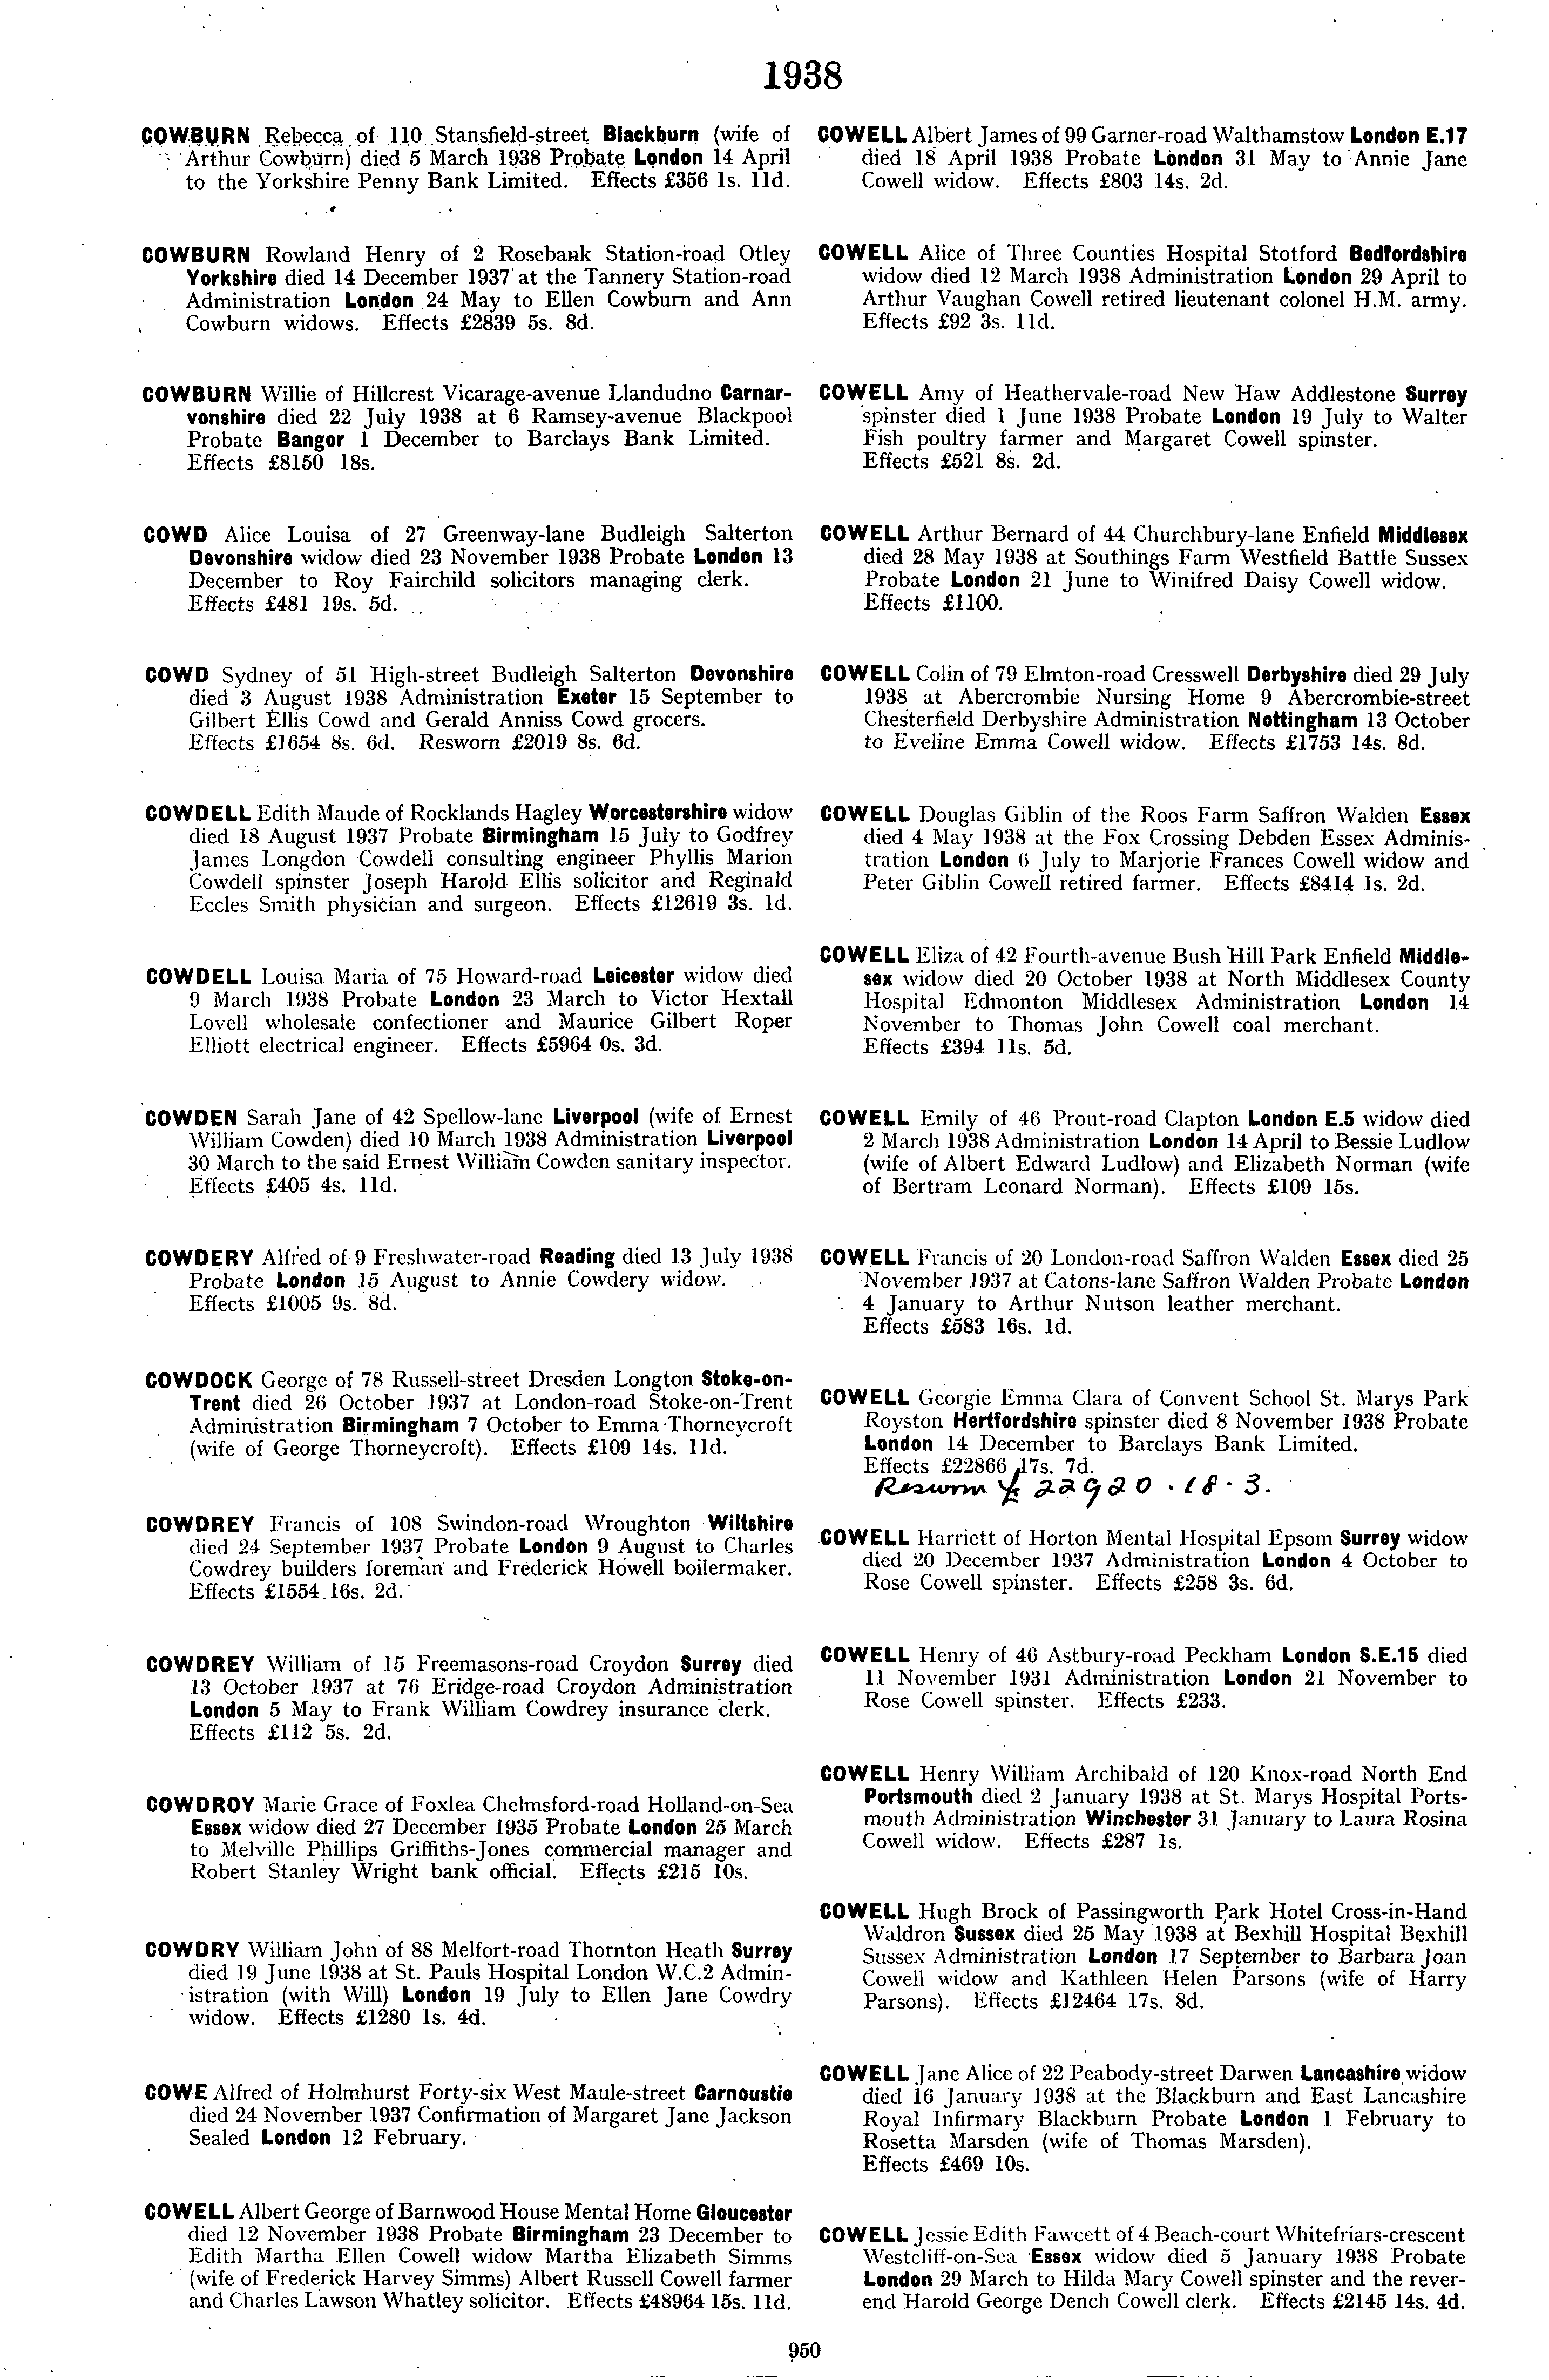 1938
COWBURN Rebecca of 110 Stansfield-street Blackburn (wife of
Arthur Cowburn) died 5 March 1938 Probate London 14 April
to the Yorkshire Penny Bank Limited. Effects £356 1s. 11d.
COWBURN Rowland Henry of 2 Rosebank Station-road Otley
Yorkshire died 14 December 1937 at the Tannery Station-road
Administration London 24 May to Ellen Cowburn and Ann
Cowburn widows. Effects £2839 5s. 8d.
COWBURN Willie of Hillcrest Vicarage-avenue Llandudno Carnar-
vonshire died 22 July 1938 at 6 Ramsey-avenue Blackpool
Probate Bangor 1 December to Barclays Bank Limited.
Effects £8150 18s.
COWD Alice Louisa of 27 Greenway-lane Budleigh Salterton
Devonshire widow died 23 November 1938 Probate London 13
December to Roy Fairchild solicitors managing clerk.
Effects £481 19s. 5d.
COWD Sydney of 51 High-street Budleigh Salterton Devonshire
died 3 August 1938 Administration Exeter 15 September to
Gilbert Ellis Cowd and Gerald Anniss Cowd grocers.
Effects £1654 8s. 6d. Resworn £2019 8s. 6d.
COWDELL Edith Maude of Rocklands Hagley Worcestershire widow
died 18 August 1937 Probate Birmingham 15 July to Godfrey
James Longdon Cowdell consulting engineer Phyllis Marion
Cowdell spinster Joseph Harold Ellis solicitor and Reginald
Eccles Smith physician and surgeon. Effects £12619 3s. 1d.
COWDELL Louisa Maria of 75 Howard-road Leicester widow died
9 March 1938 Probate London 23 March to Victor Hextall
Lovell wholesale confectioner and Maurice Gilbert Roper
Elliott electrical engineer. Effects £5964 0s. 3d.
COWDEN Sarah Jane of 42 Spellow-lane Liverpool (wife of Ernest
William Cowden) died 10 March 1938 Administration Liverpool
30 March to the said Ernest William Cowden sanitary inspector.
Effects £405 4s. 11d.
COWDERY Alfred of 9 Freshwater-road Reading died 13 July 1938
Probate London 15 August to Annie Cowdery widow.
Effects £1005 9s. 8d.
COWDOCK George of 78 Russell-street Dresden Longton Stoke-on-
Trent died 26 October 1937 at London-road Stoke-on-Trent
Administration Birmingham 7 October to Emma Thorneycroft
(wife of George Thorneycroft). Effects £109 14s. 11d.
COWDREY Francis of 108 Swindon-road Wroughton Wiltshire
died 24 September 1937 Probate London 9 August to Charles
Cowdrey builders foreman and Frederick Howell boilermaker.
Effects £1554 16s. 2d.
COWDREY William of 15 Freemasons-road Croydon Surrey died
13 October 1937 at 76 Eridge-road Croydon Administration
London 5 May to Frank William Cowdrey insurance clerk.
Effects £112 5s. 2d.
COWDROY Marie Grace of Foxlea Chelmsford-road Holland-on-Sea
Essex widow died 27 December 1935 Probate London 25 March
to Melville Phillips Griffiths-Jones commercial manager and
Robert Stanley Wright bank official. Effects £215 10s.
COWDRY William John of 88 Melfort-road Thornton Heath Surrey
died 19 June 1938 at St. Pauls Hospital London W.C.2 Admin-
istration (with Will) London 19 July to Ellen Jane Cowdry
widow. Effects £1280 1s. 4d.
COWE Alfred of Holmhurst Forty-six West Maule-street Carnoustie
died 24 November 1937 Confirmation of Margaret Jane Jackson
Sealed London 12 February.
COWELL Albert George of Barnwood House Mental Home Gloucester
died 12 November 1938 Probate Birmingham 23 December to
Edith Martha Ellen Cowell widow Martha Elizabeth Simms
(wife of Frederick Harvey Simms) Albert Russell Cowell farmer
and Charles Lawson Whatley solicitor. Effects £48964 15s. 11d.
COWELL Albert James of 99 Garner-road Walthamstow London E.17
died 18 April 1938 Probate London 31 May to Annie Jane
Cowell widow. Effects £803 14s. 2d.
COWELL Alice of Three Counties Hospital Stotford Bedfordshire
widow died 12 March 1938 Administration London 29 April to
Arthur Vaughan Cowell retired lieutenant colonel H.M. army.
Effects £92 3s. 11d.
COWELL Amy of Heathervale-road New Haw Addlestone Surrey
spinster died 1 June 1938 Probate London 19 July to Walter
Fish poultry farmer and Margaret Cowell spinster.
Effects £521 8s. 2d.
COWELL Arthur Bernard of 44 Churchbury-lane Enfield Middlesex
died 28 May 1938 at Southings Farm Westfield Battle Sussex
Probate London 21 June to Winifred Daisy Cowell widow.
Effects £1100.
COWELL Colin of 79 Elmton-road Cresswell Derbyshire died 29 July
1938 at Abercrombie Nursing Home 9 Abercrombie-street
Chesterfield Derbyshire Administration Nottingham 13 October
to Eveline Emma Cowell widow. Effects £1753 14s. 8d.
COWELL Douglas Giblin of the Roos Farm Saffron Walden Essex
died 4 May 1938 at the Fox Crossing Debden Essex Adminis-
tration London 6 July to Marjorie Frances Cowell widow and
Peter Giblin Cowell retired farmer. Effects £8414 1s. 2d.
COWELL Eliza of 42 Fourth-avenue Bush Hill Park Enfield Middle-
sex widow died 20 October 1938 at North Middlesex County
Hospital Edmonton Middlesex Administration London 14
November to Thomas John Cowell coal merchant.
Effects £394 11s. 5d.
COWELL Emily of 46 Prout-road Clapton London E.5 widow died
2 March 1938 Administration London 14 April to Bessie Ludlow
(wife of Albert Edward Ludlow) and Elizabeth Norman (wife
of Bertram Leonard Norman). Effects £109 15s.
COWELL Francis of 20 London-road Saffron Walden Essex died 25
November 1937 at Catons-lane Saffron Walden Probate London
4 January to Arthur Nutson leather merchant.
Effects £583 16s. 1d.
COWELL Georgie Emma Clara of Convent School St. Marys Park
Royston Hertfordshire spinster died 8 November 1938 Probate
London 14 December to Barclays Bank Limited.
Effects £22866 17s. 7d.
Resworn £22920.18.3.
COWELL Harriett of Horton Mental Hospital Epsom Surrey widow
died 20 December 1937 Administration London 4 October to
Rose Cowell spinster. Effects £258 3s. 6d.
COWELL Henry of 46 Astbury-road Peckham London S.E.15 died
11 November 1931 Administration London 21 November to
Rose Cowell spinster. Effects £233.
COWELL Henry William Archibald of 120 Knox-road North End
Portsmouth died 2 January 1938 at St. Marys Hospital Ports-
mouth Administration Winchester 31 January to Laura Rosina
Cowell widow. Effects £287 1s.
COWELL Hugh Brock of Passingworth Park Hotel Cross-in-Hand
Waldron Sussex died 25 May 1938 at Bexhill Hospital Bexhill
Sussex Administration London 17 September to Barbara Joan
Cowell widow and Kathleen Helen Parsons (wife of Harry
Parsons). Effects £12464 17s. 8d.
COWELL Jane Alice of 22 Peabody-street Darwen Lancashire widow
died 16 January 1938 at the Blackburn and East Lancashire
Royal Infirmary Blackburn Probate London 1 February to
Rosetta Marsden (wife of Thomas Marsden).
Effects £469 10s.
COWELL Jessie Edith Fawcett of 4 Beach-court Whitefriars-crescent
Westcliff-on-Sea Essex widow died 5 January 1938 Probate
London 29 March to Hilda Mary Cowell spinster and the rever-
end Harold George Dench Cowell clerk. Effects £2145 14s. 4d.
950